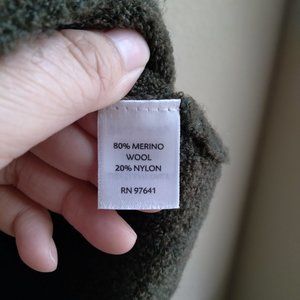 80% MERINO
WOOL
20% NYLON
RN 97641